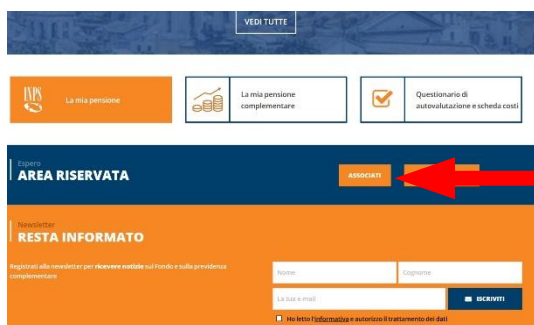 VEDI TUTTE
INPS
La mia pensione
La mia pensione
complementare
Questionario di
autovalutazione e scheda costi
Espero
AREA RISERVATA
ASSOCIATI
Newsletter
RESTA INFORMATO
Registrati alla newsletter per ricevere notizie sul Fondo e sulla previdenza
complementare
Nome
Cognome
La tua e-mail
ISCRIVITI
Ho letto l'informativa e autorizzo il trattamento dei dati